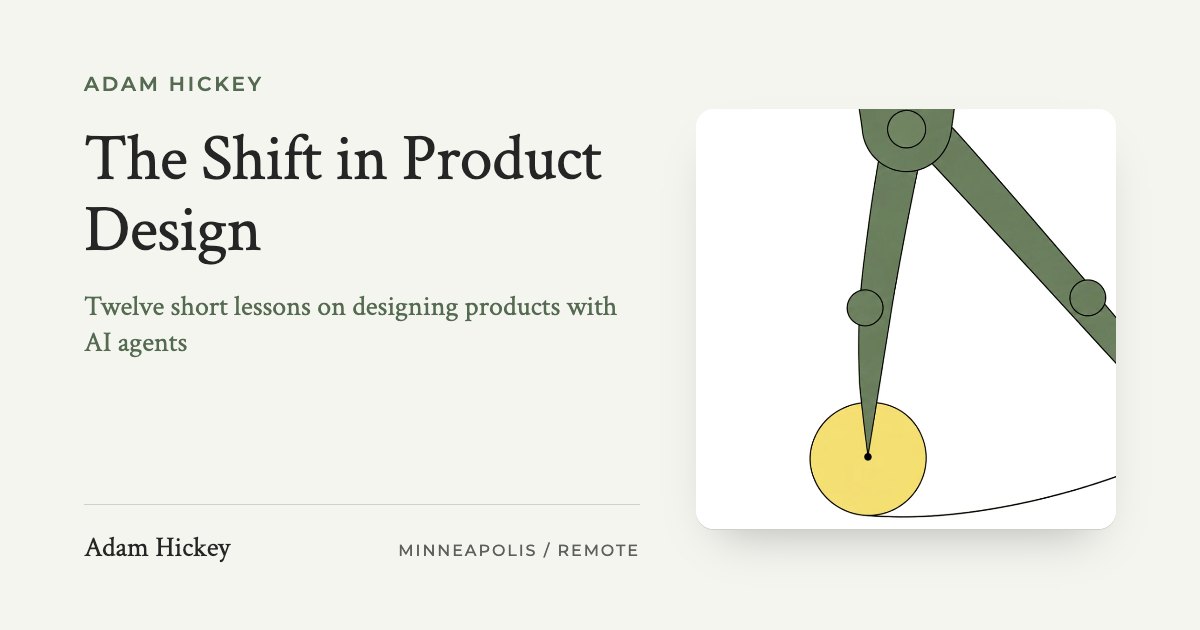 ADAM HICKEY
The Shift in Product
Design
Twelve short lessons on designing products with
AI agents
Adam Hickey
MINNEAPOLIS / REMOTE